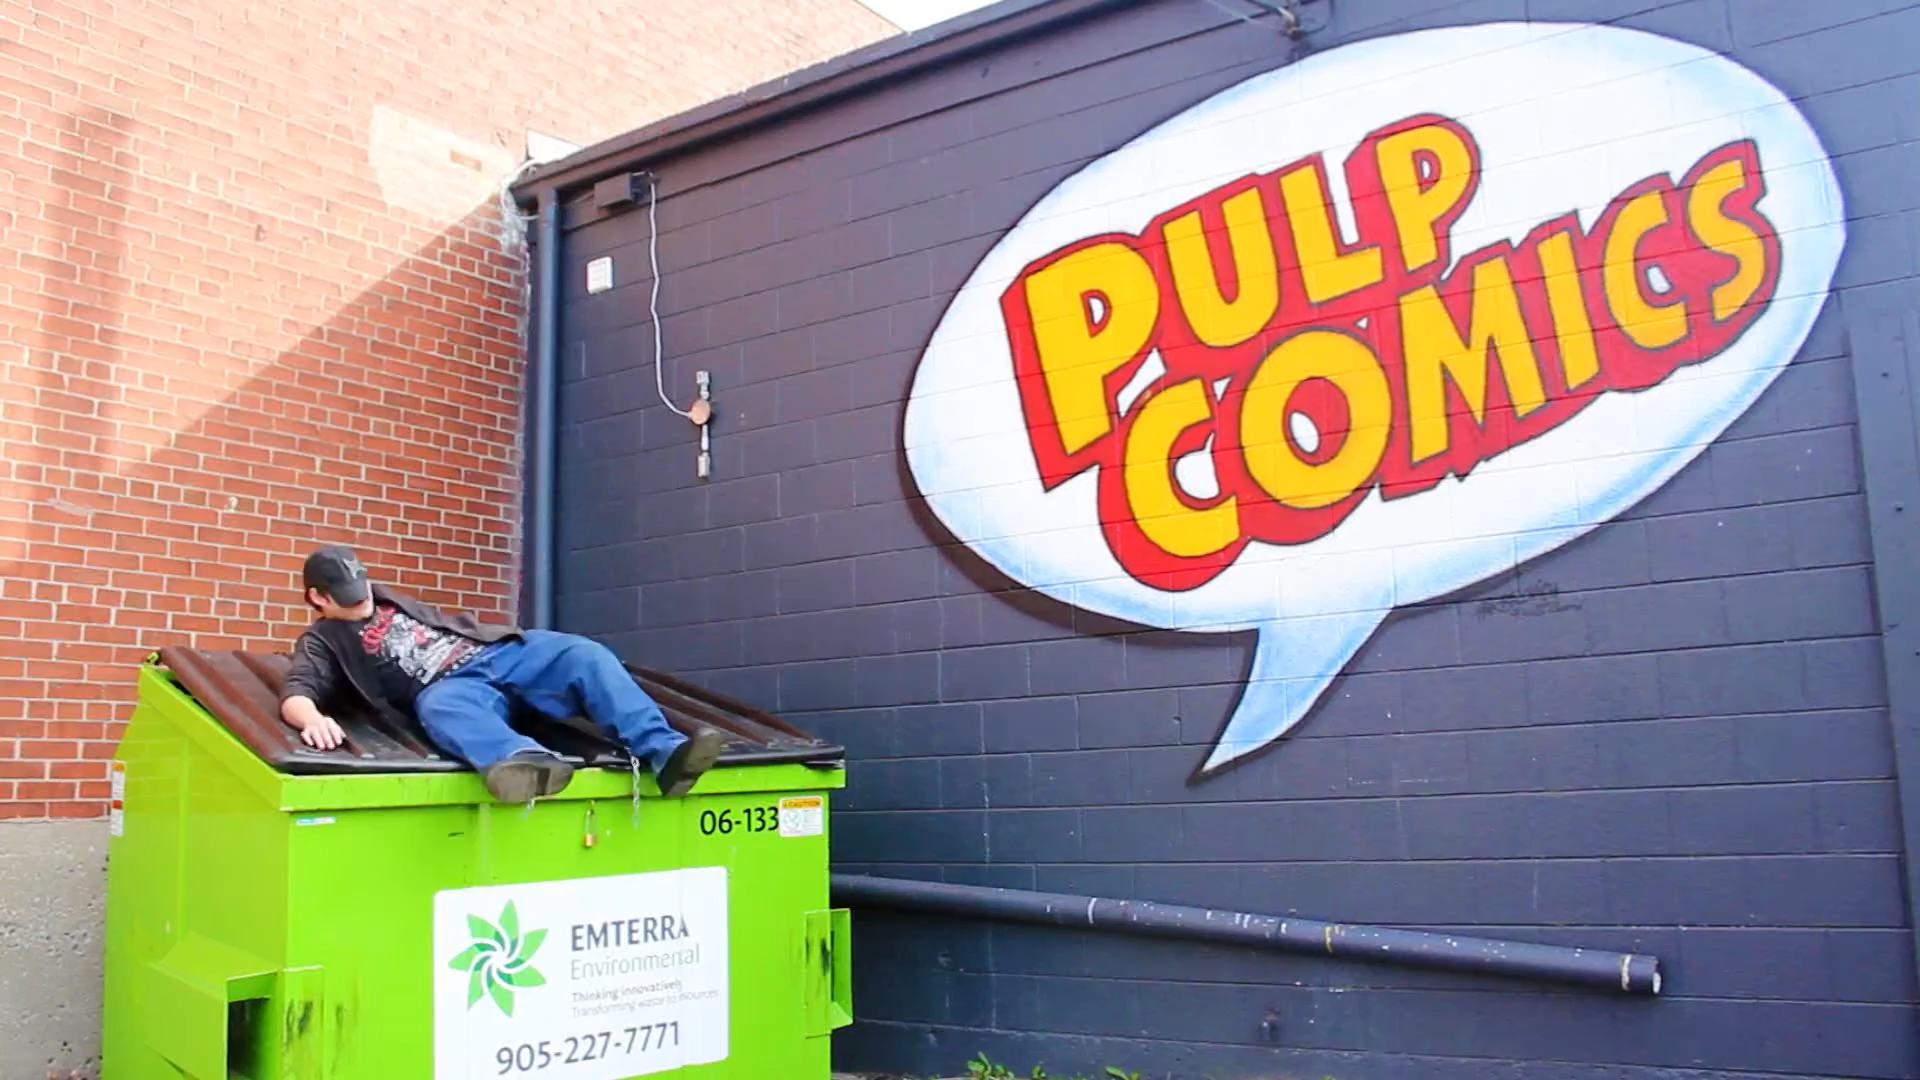 PULP
COMICS
06-133
CAUTION
EMTERRA
Environmental
Thinking innovatively
Transforming waste to resources
905-227-7771